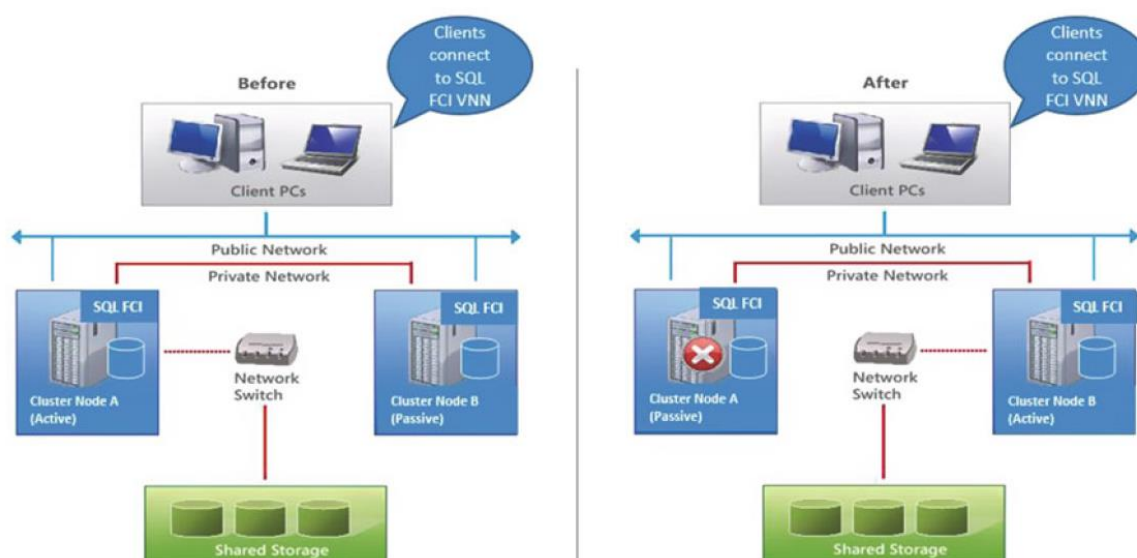 Clients
connect
to SQL
FCI VNN
Before
Client PCs
Public Network
Private Network
SQL FCI
Cluster Node A
(Active)
Network
Switch
SQL FCI
Cluster Node B
(Passive)
Shared Storage
Clients
connect
to SQL
FCI VNN
After
Client PCs
Public Network
Private Network
SQL FCI
Cluster Node A
(Passive)
Network
Switch
SQL FCI
Cluster Node B
(Active)
Shared Storage